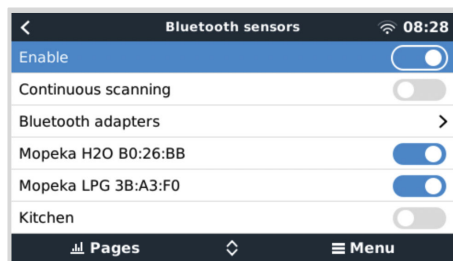 Bluetooth sensors 08:28
Enable
Continuous scanning
Bluetooth adapters
Mopeka H2O B0:26:BB
Mopeka LPG 3B:A3:F0
Kitchen
Pages Menu